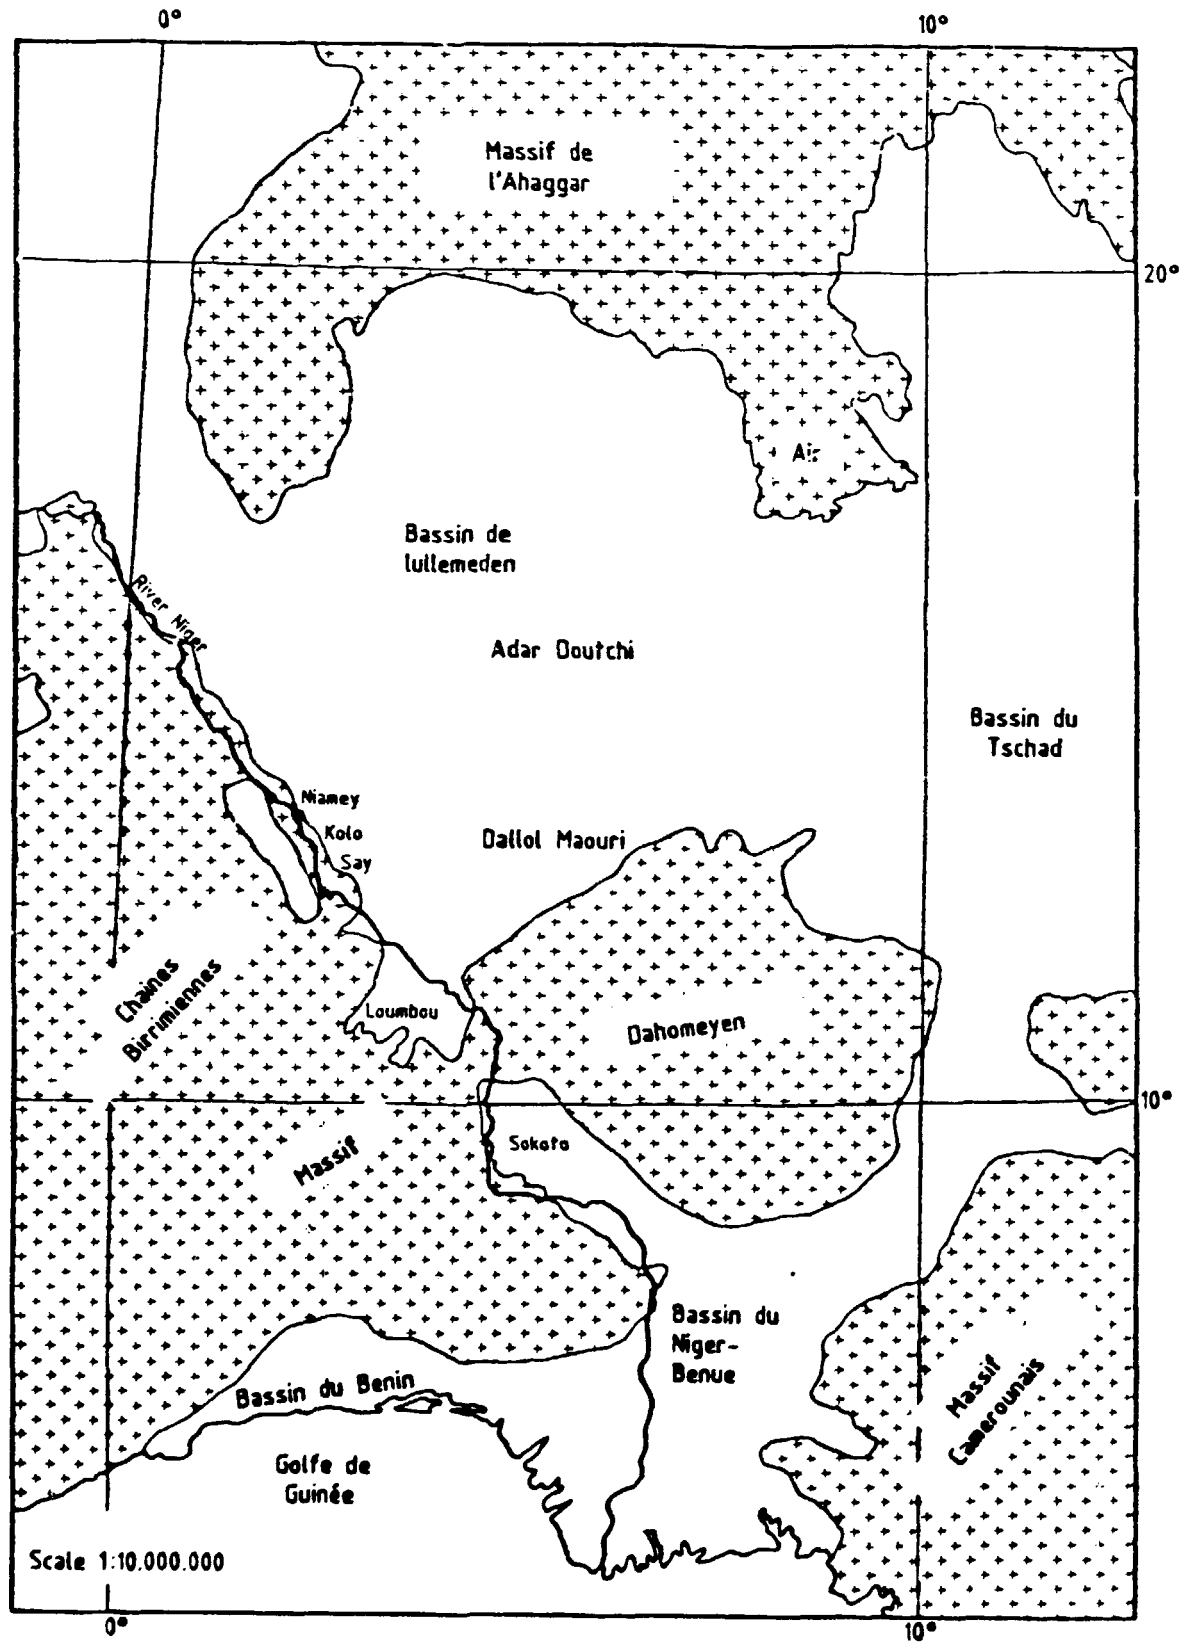 0°
10°
Massif de
l'Ahaggar
20°
Air
Bassin de
Iullemeden
River Niger
Adar Doutchi
Bassin du
Tschad
Niamey
Kolo
Say
Dallol Maouri
Chaines
Birrimiennes
Loumbou
Dahomeyen
10°
Sokoto
Massif
Bassin du
Niger-
Benue
Massif
Camerounais
Bassin du Benin
Golfe de
Guinée
Scale 1:10.000.000
0°
10°